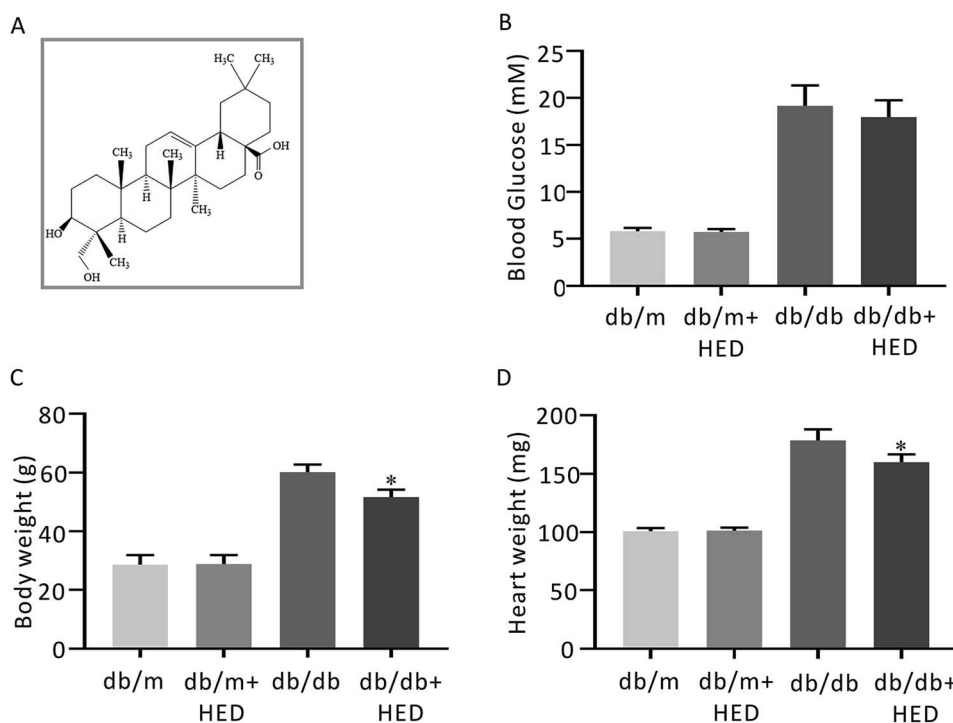 A
H₃C
CH₃
CH₃
CH₃
H
OH
O
H
CH₃
HO
H
CH₃
OH
B
Blood Glucose (mM)
25
20
15
10
5
0
db/m
db/m+
HED
db/db
db/db+
HED
C
Body weight (g)
80
60
40
20
0
*
db/m
db/m+
HED
db/db
db/db+
HED
D
Heart weight (mg)
200
150
100
50
0
*
db/m
db/m+
HED
db/db
db/db+
HED